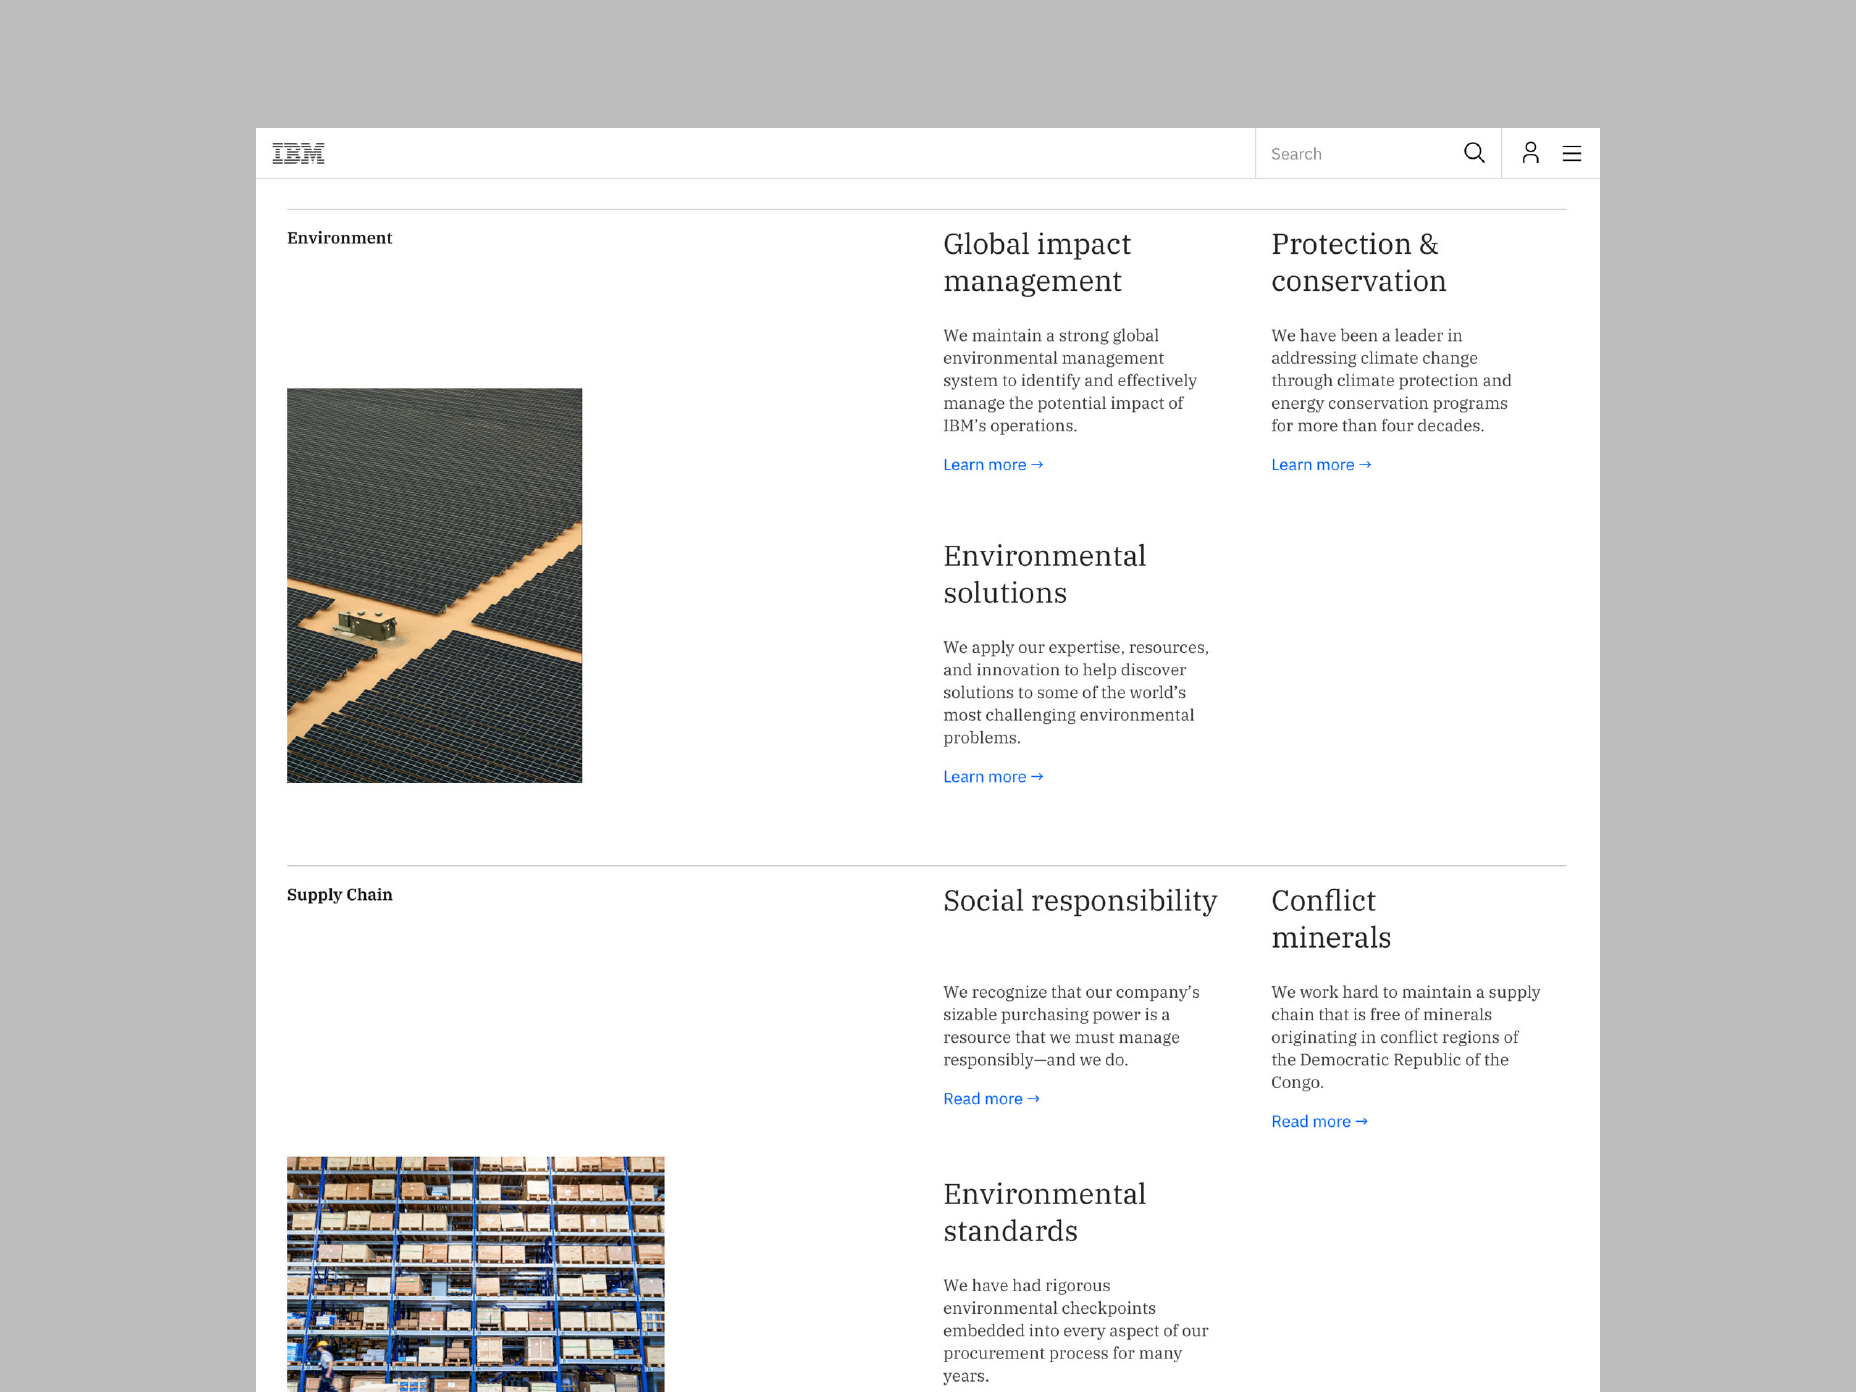 IBM
Search
Environment
Global impact
management
We maintain a strong global
environmental management
system to identify and effectively
manage the potential impact of
IBM’s operations.
Learn more →
Protection &
conservation
We have been a leader in
addressing climate change
through climate protection and
energy conservation programs
for more than four decades.
Learn more →
Environmental
solutions
We apply our expertise, resources,
and innovation to help discover
solutions to some of the world’s
most challenging environmental
problems.
Learn more →
Supply Chain
Social responsibility
We recognize that our company’s
sizable purchasing power is a
resource that we must manage
responsibly—and we do.
Read more →
Conflict
minerals
We work hard to maintain a supply
chain that is free of minerals
originating in conflict regions of
the Democratic Republic of the
Congo.
Read more →
Environmental
standards
We have had rigorous
environmental checkpoints
embedded into every aspect of our
procurement process for many
years.